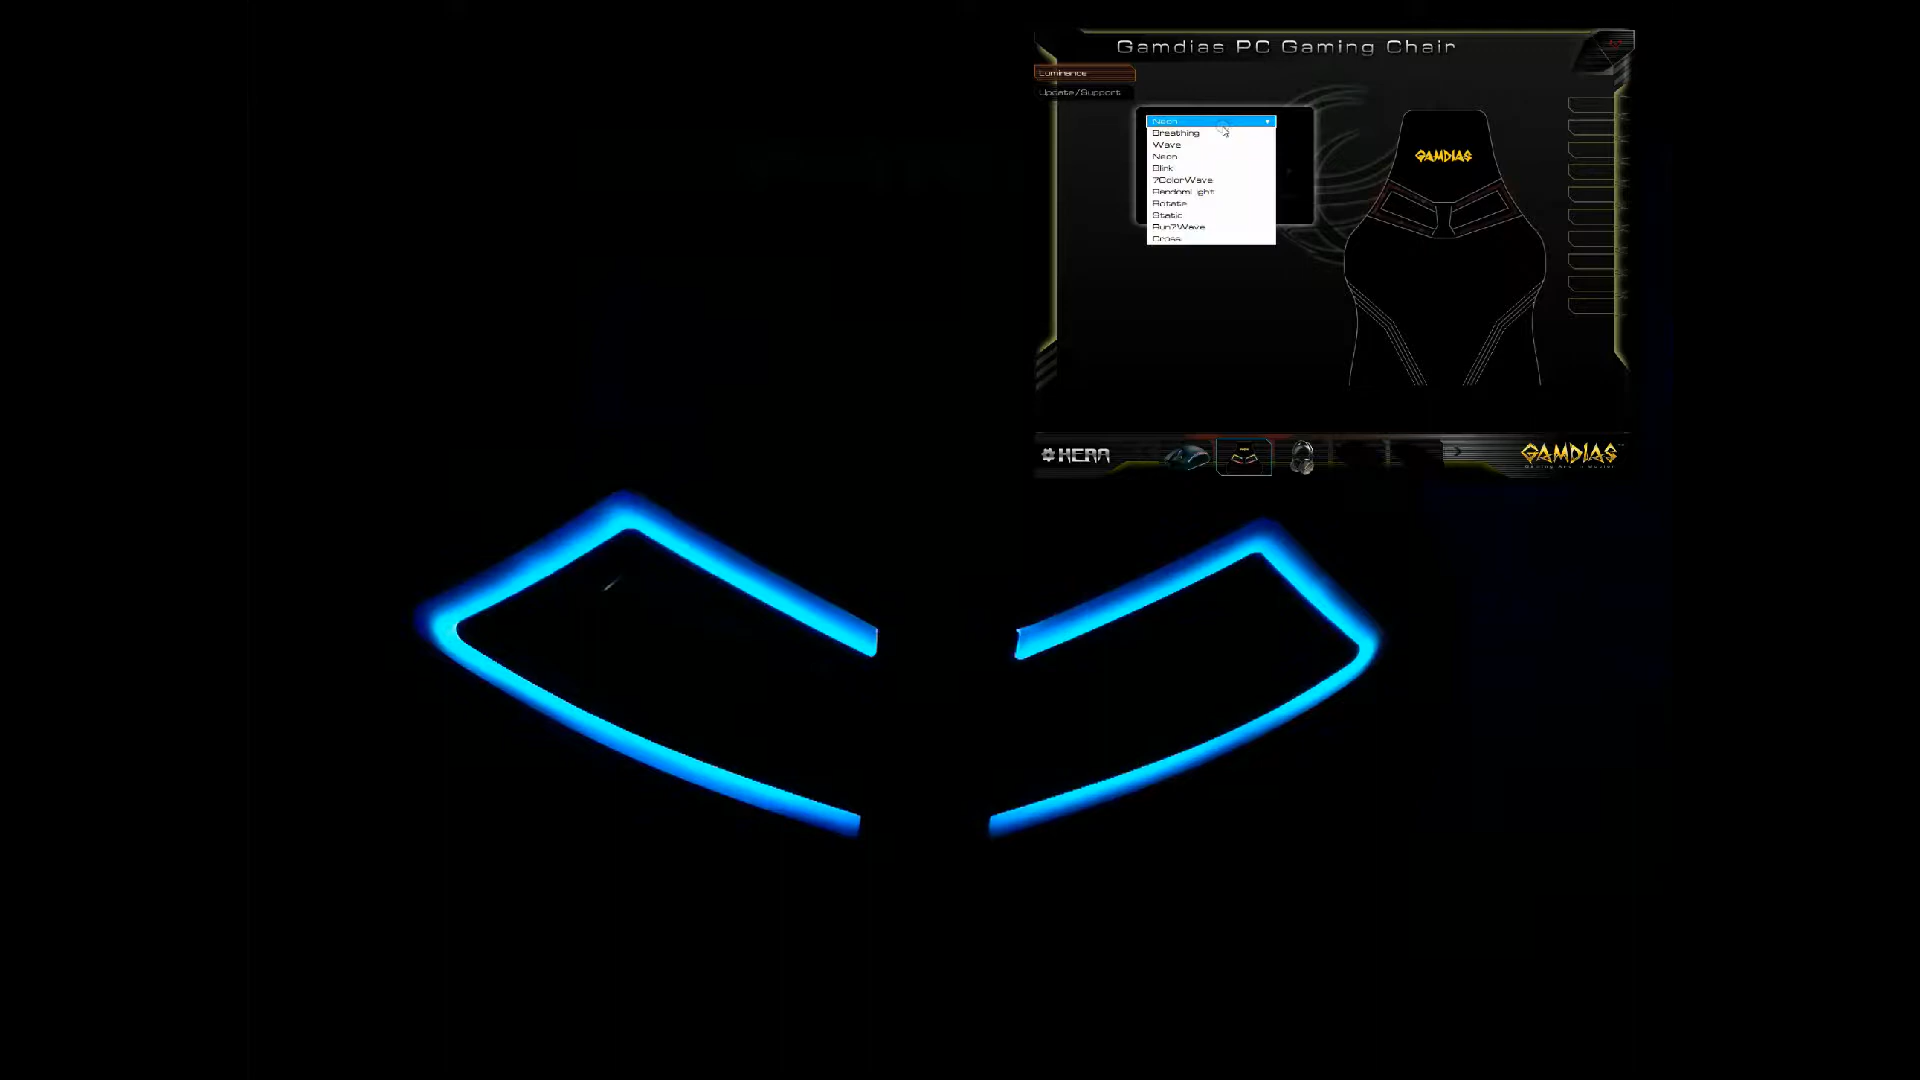 Gamdias PC Gaming Chair
Luminance
Update/Support
Neon
Breathing
Wave
Neon
Blink
7ColorWave
RandomLight
Rotate
Static
Run7Wave
Cross
GAMDIAS
HERA
GAMDIAS